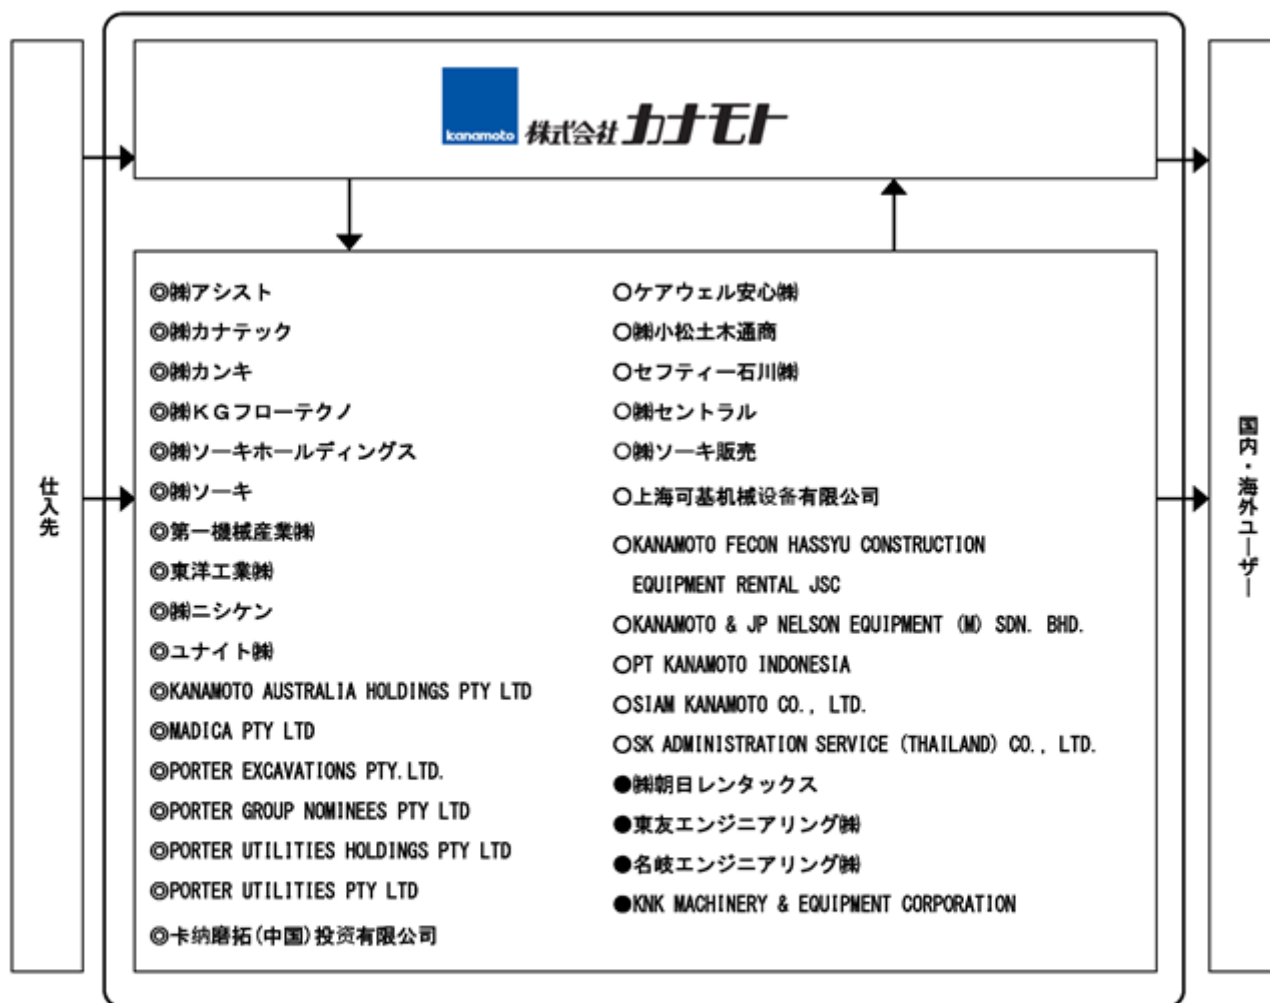 kanamoto 株式会社カナモト
仕入先
◎㈱アシスト
◎㈱カナテック
◎㈱カンキ
◎㈱ＫＧフローテクノ
◎㈱ソーキホールディングス
◎㈱ソーキ
◎第一機械産業㈱
◎東洋工業㈱
◎㈱ニシケン
◎ユナイト㈱
◎KANAMOTO AUSTRALIA HOLDINGS PTY LTD
◎MADICA PTY LTD
◎PORTER EXCAVATIONS PTY.LTD.
◎PORTER GROUP NOMINEES PTY LTD
◎PORTER UTILITIES HOLDINGS PTY LTD
◎PORTER UTILITIES PTY LTD
◎卡纳磨拓(中国)投资有限公司
○ケアウェル安心㈱
○㈱小松土木通商
○セフティー石川㈱
○㈱セントラル
○㈱ソーキ販売
○上海可基机械设备有限公司
○KANAMOTO FECON HASSYU CONSTRUCTION
EQUIPMENT RENTAL JSC
○KANAMOTO & JP NELSON EQUIPMENT (M) SDN. BHD.
○PT KANAMOTO INDONESIA
○SIAM KANAMOTO CO., LTD.
○SK ADMINISTRATION SERVICE (THAILAND) CO., LTD.
●㈱朝日レンタックス
●東友エンジニアリング㈱
●名岐エンジニアリング㈱
●KNK MACHINERY & EQUIPMENT CORPORATION
国内・海外ユーザー